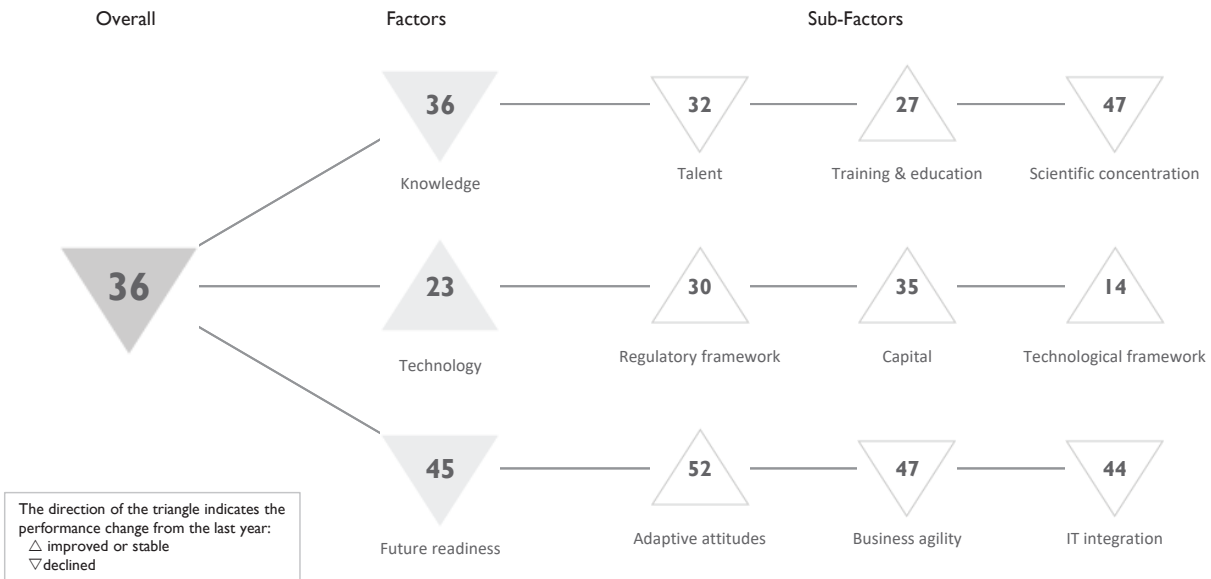 Overall Factors Sub-Factors
36 32 27 47
Knowledge Talent Training & education Scientific concentration
36 23 30 35 14
Technology Regulatory framework Capital Technological framework
45 52 47 44
Future readiness Adaptive attitudes Business agility IT integration
The direction of the triangle indicates the
performance change from the last year:
△ improved or stable
▽ declined